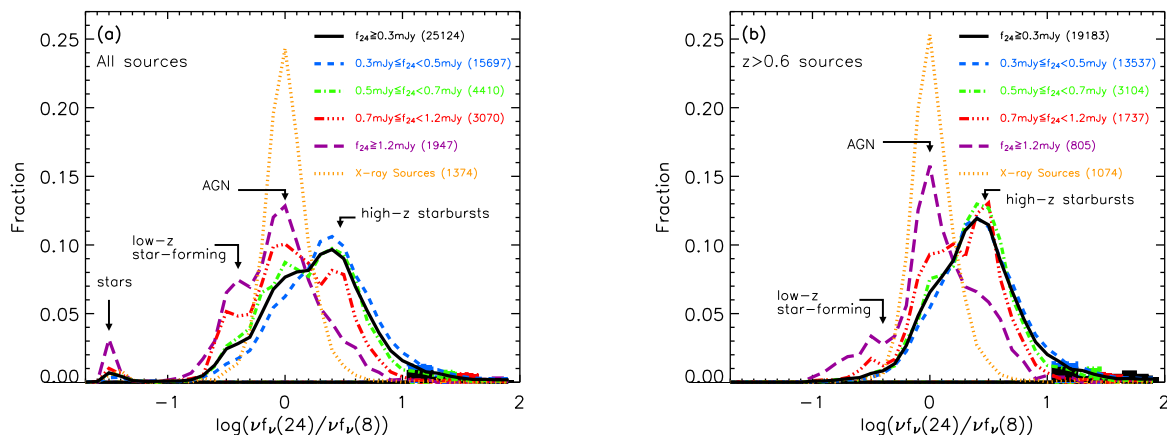 (a)
All sources
f24≥0.3mJy (25124)
0.3mJy≤f24<0.5mJy (15697)
0.5mJy≤f24<0.7mJy (4410)
0.7mJy≤f24<1.2mJy (3070)
f24≥1.2mJy (1947)
X-ray Sources (1374)
AGN
high-z starbursts
low-z
star-forming
stars
Fraction
0.25
0.20
0.15
0.10
0.05
0.00
-1
0
1
2
log(νfν(24)/νfν(8))
(b)
z>0.6 sources
f24≥0.3mJy (19183)
0.3mJy≤f24<0.5mJy (13537)
0.5mJy≤f24<0.7mJy (3104)
0.7mJy≤f24<1.2mJy (1737)
f24≥1.2mJy (805)
X-ray Sources (1074)
AGN
high-z starbursts
low-z
star-forming
Fraction
0.25
0.20
0.15
0.10
0.05
0.00
-1
0
1
2
log(νfν(24)/νfν(8))